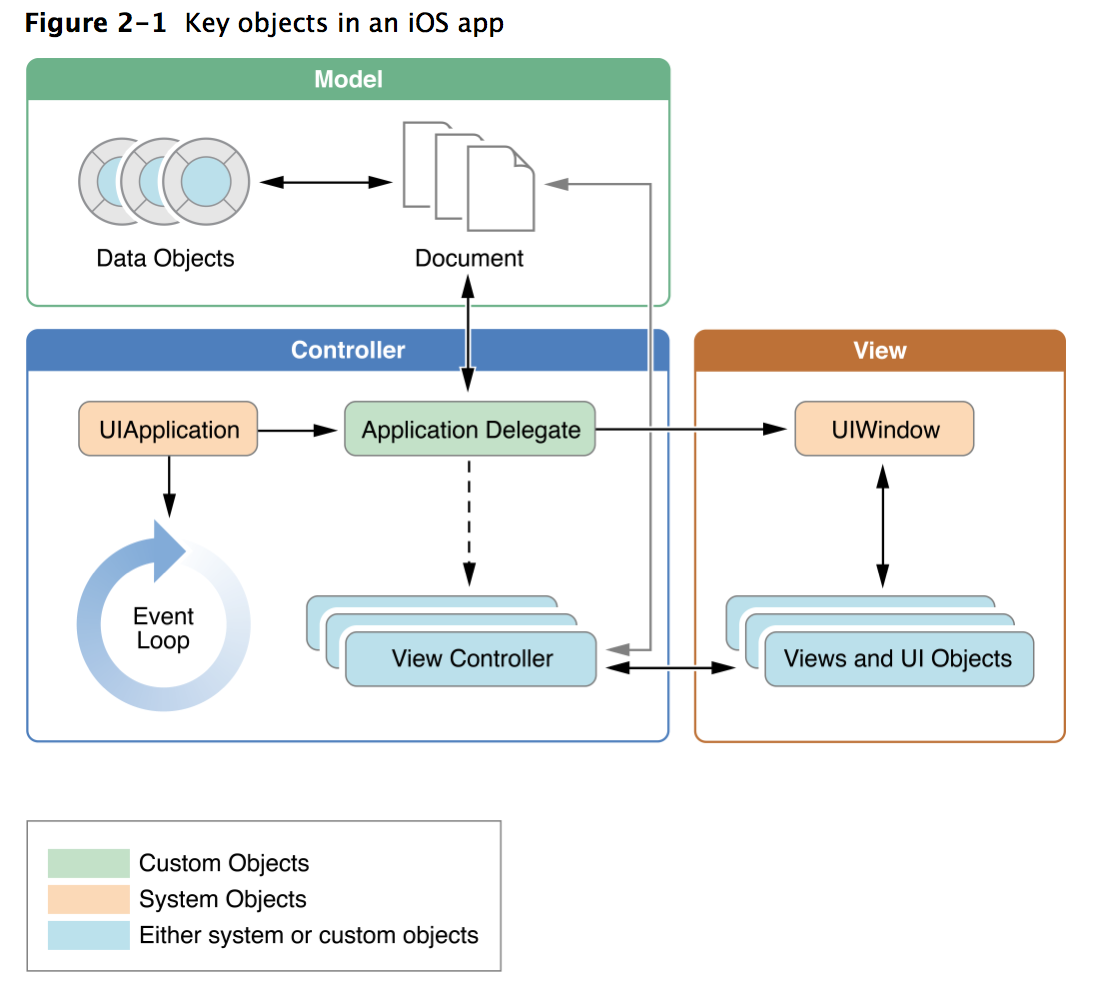 Figure 2-1 Key objects in an iOS app
Model
Data Objects
Document
Controller
View
UIApplication
Application Delegate
UIWindow
Event
Loop
View Controller
Views and UI Objects
Custom Objects
System Objects
Either system or custom objects